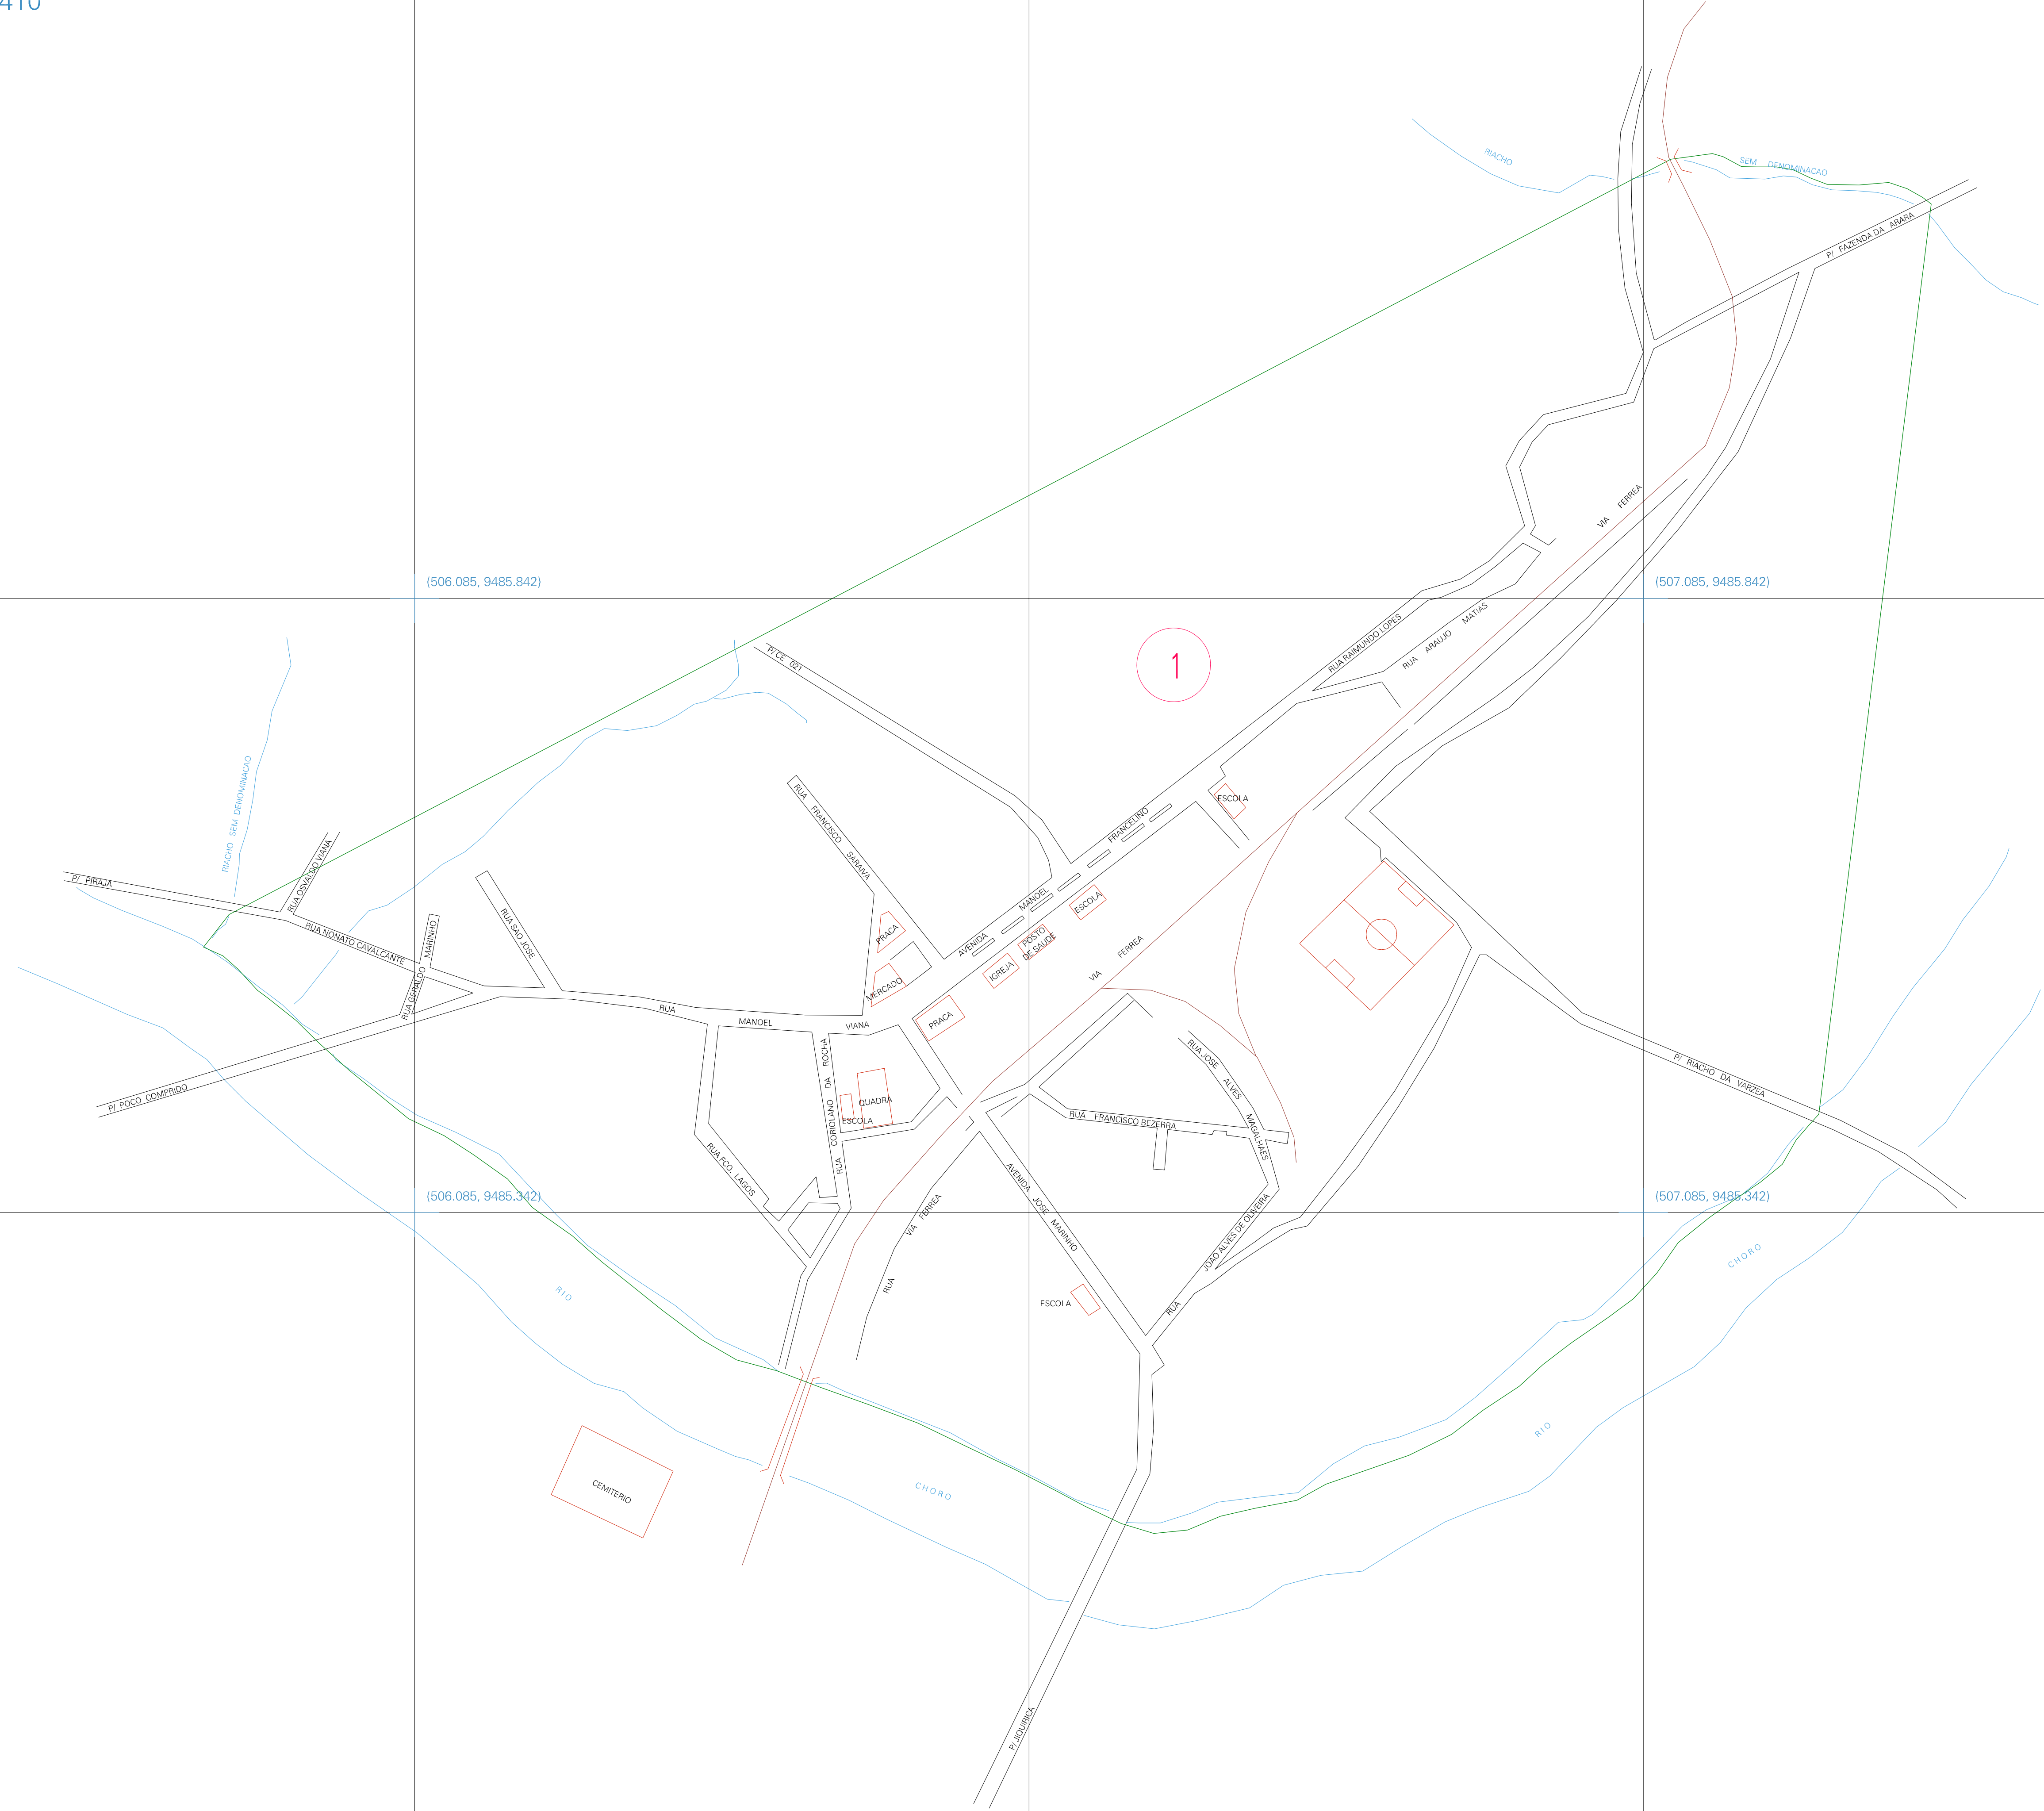 410
RIACHO
SEM DENOMINACAO
P/ FAZENDA DA ARARA
VIA FERREA
(506.085, 9485.842)
(507.085, 9485.842)
1
RUA RAIMUNDO LOPES
RUA ARAUJO MATIAS
P/ CE 021
RIACHO SEM DENOMINACAO
RUA FRANCISCO SARAIVA
ESCOLA
AVENIDA MANOEL FRANCELINO
P/ PIRAJA
RUA OSVALDO VIANA
RUA NONATO CAVALCANTE
RUA GERALDO MARINHO
RUA SAO JOSE
PRACA
ESCOLA
POSTO
DE SAUDE
IGREJA
MERCADO
PRACA
VIA FERREA
RUA MANOEL VIANA
RUA CORIOLANO DA ROCHA
QUADRA
ESCOLA
P/ POCO COMPRIDO
RUA JOSE ALVES MAGALHAES
RUA FRANCISCO BEZERRA
P/ RIACHO DA VARZEA
RUA FCO. LAGOS
(506.085, 9485.342)
(507.085, 9485.342)
RUA VIA FERREA
AVENIDA JOSE MARINHO
RUA JOAO ALVES DE OLIVEIRA
ESCOLA
RIO
CHORO
CHORO
RIO
CEMITERIO
P/ JIQUIRICA